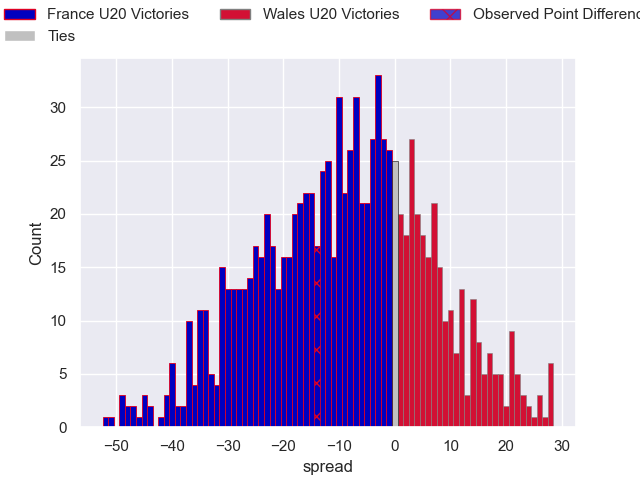 France U20 Victories Wales U20 Victories Observed Point Differenc
Ties
30
25
20
15
10
5
0
Count
−50 −40 −30 −20 −10 0 10 20 30
spread